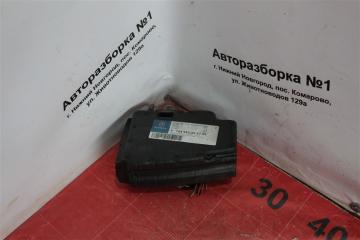 Авторазборка №1
г. Нижний Новгород, пос. Комарово,
ул. Животноводов 129а
Авторазборка №1
г. Нижний Новгород, пос. Комарово,
ул. Животноводов 129а
30
40